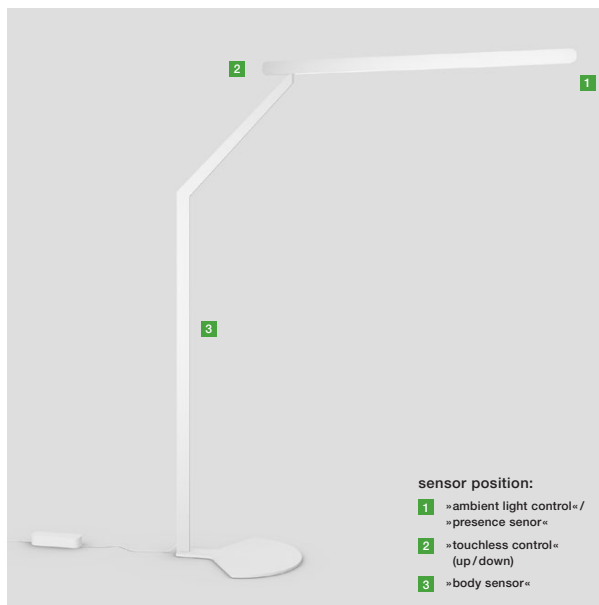 2
1
3
sensor position:
1 »ambient light control«/
»presence senor«
2 »touchless control«
(up/down)
3 »body sensor«